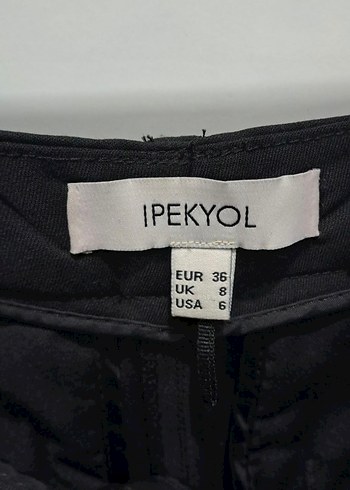 IPEKYOL
EUR 36
UK 8
USA 6